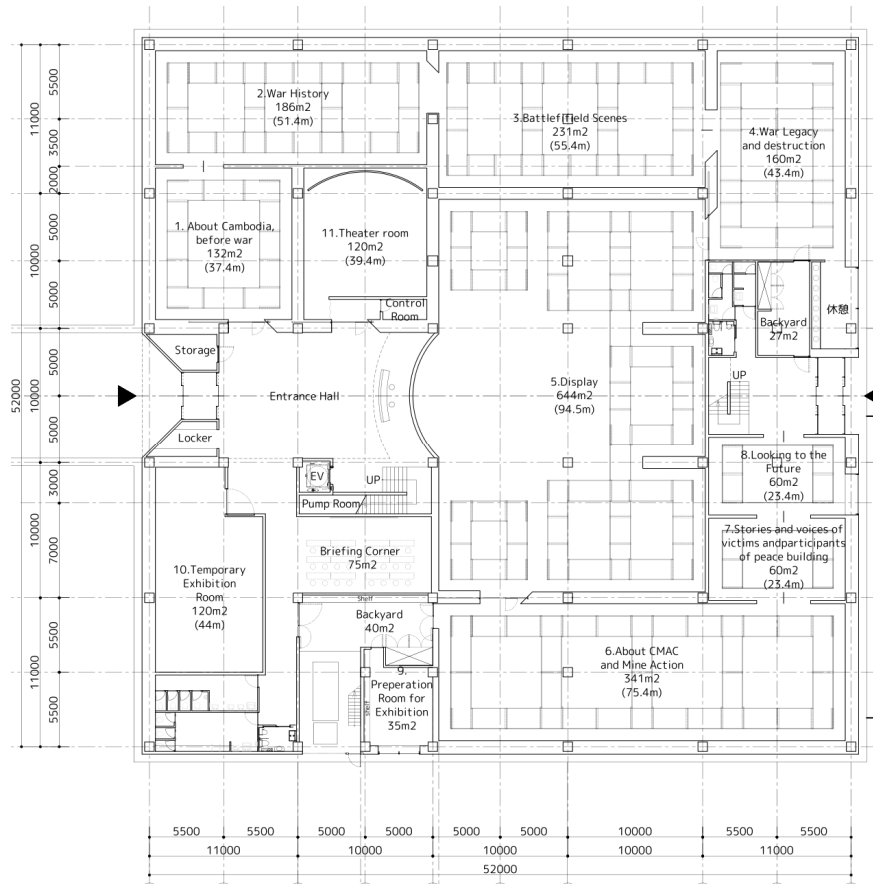 2.War History
186m2
(51.4m)
3.Battlefifield Scenes
231m2
(55.4m)
4.War Legacy
and destruction
160m2
(43.4m)
1. About Cambodia,
before war
132m2
(37.4m)
11.Theater room
120m2
(39.4m)
Control
Room
Storage
Entrance Hall
Locker
5.Display
644m2
(94.5m)
Backyard
27m2
休憩
UP
8.Looking to the
Future
60m2
(23.4m)
7.Stories and voices of
victims andparticipants
of peace building
60m2
(23.4m)
EV
UP
Pump Room
Briefing Corner
75m2
10.Temporary
Exhibition
Room
120m2
(44m)
Shelf
Backyard
40m2
9.
Preperation
Room for
Exhibition
35m2
shelf
6.About CMAC
and Mine Action
341m2
(75.4m)
52000
11000
10000
10000
10000
11000
5500
3500
2000
5000
5000
5000
5000
3000
7000
5500
5500
5500 5500 5000 5000 5000 5000 10000 5500 5500
11000 10000 10000 10000 11000
52000